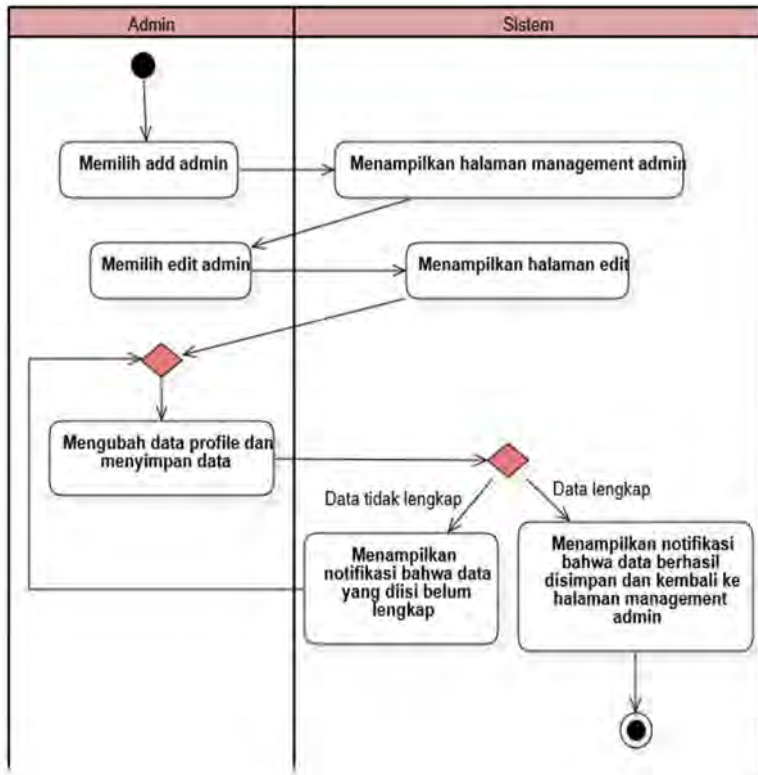 Admin
Sistem
Memilih add admin
Menampilkan halaman management admin
Memilih edit admin
Menampilkan halaman edit
Mengubah data profile dan
menyimpan data
Data tidak lengkap
Data lengkap
Menampilkan
notifikasi bahwa data
yang diisi belum
lengkap
Menampilkan notifikasi
bahwa data berhasil
disimpan dan kembali ke
halaman management
admin